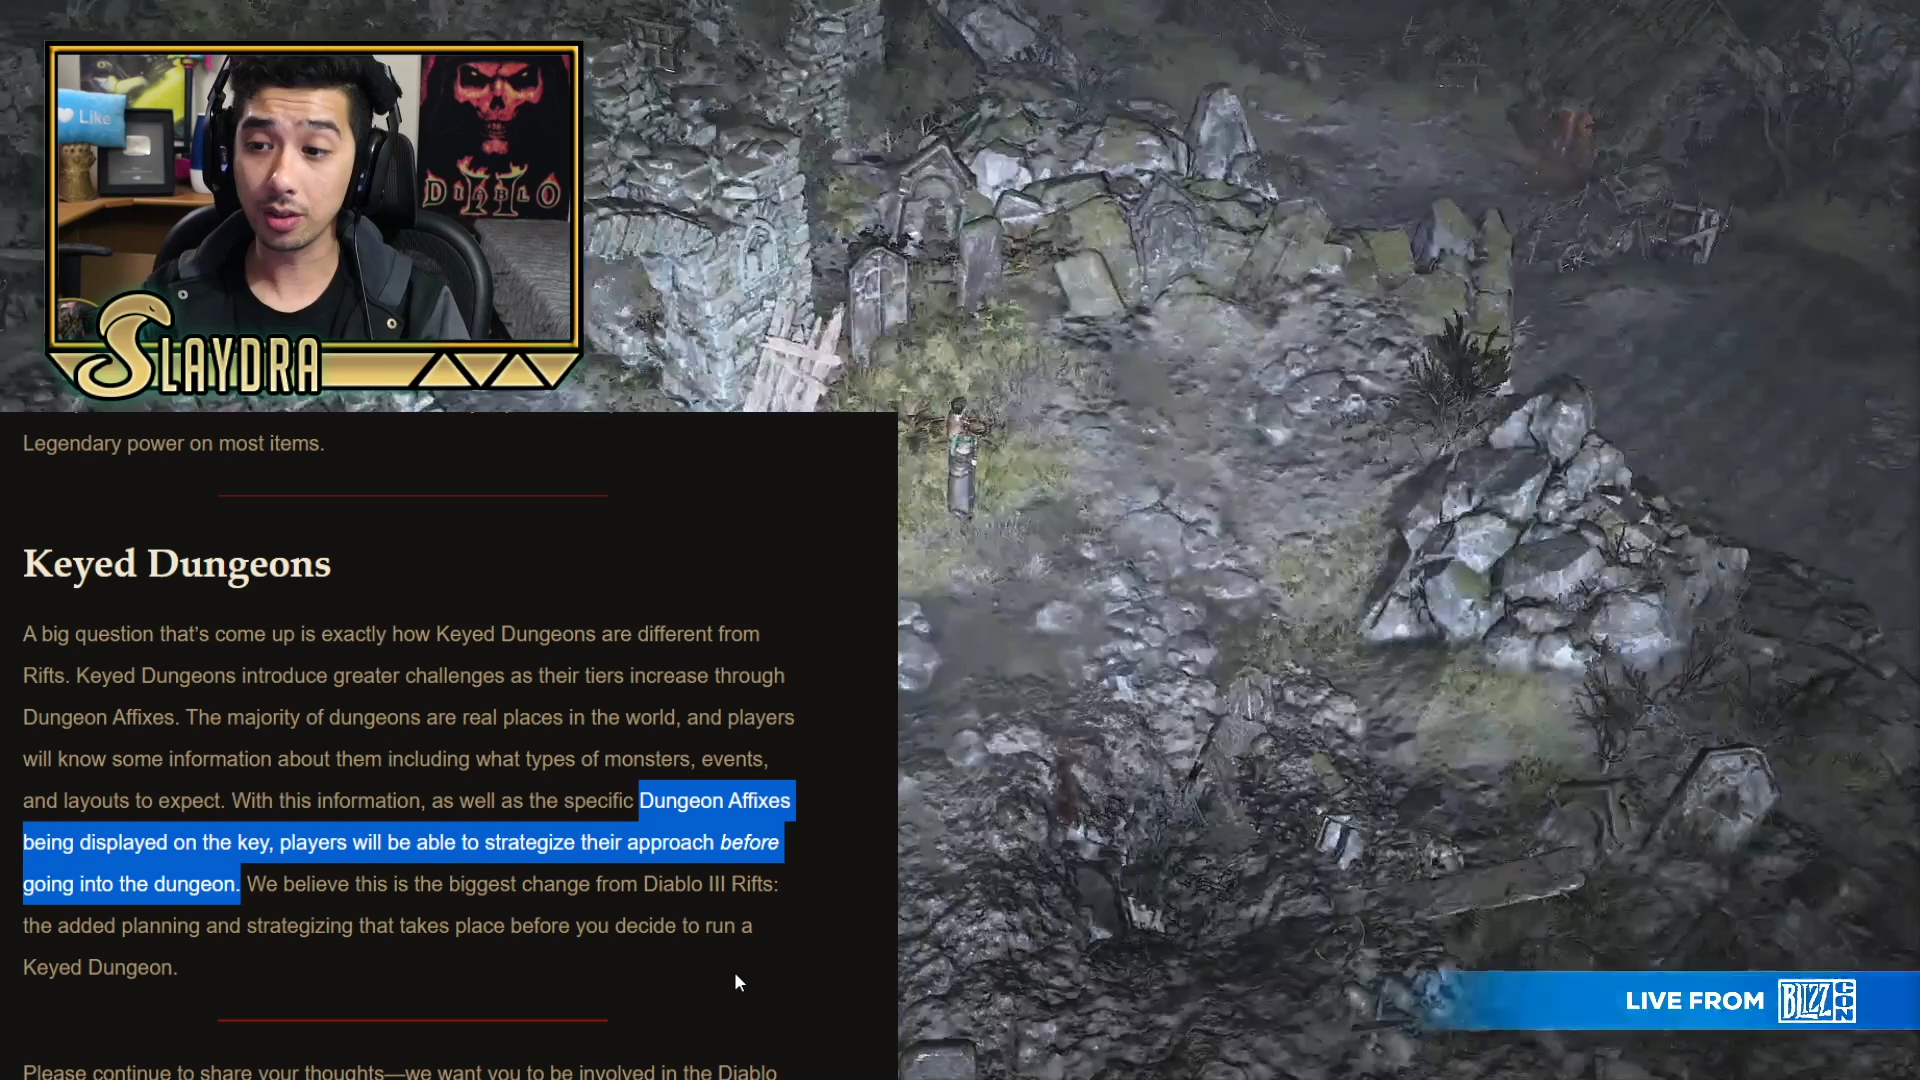 Like
DIABLO
II
SLAYDRA
Legendary power on most items.
Keyed Dungeons
A big question that's come up is exactly how Keyed Dungeons are different from
Rifts. Keyed Dungeons introduce greater challenges as their tiers increase through
Dungeon Affixes. The majority of dungeons are real places in the world, and players
will know some information about them including what types of monsters, events,
and layouts to expect. With this information, as well as the specific Dungeon Affixes
being displayed on the key, players will be able to strategize their approach before
going into the dungeon. We believe this is the biggest change from Diablo III Rifts:
the added planning and strategizing that takes place before you decide to run a
Keyed Dungeon.
Please continue to share your thoughts—we want you to be involved in the Diablo
LIVE FROM BLIZZCON